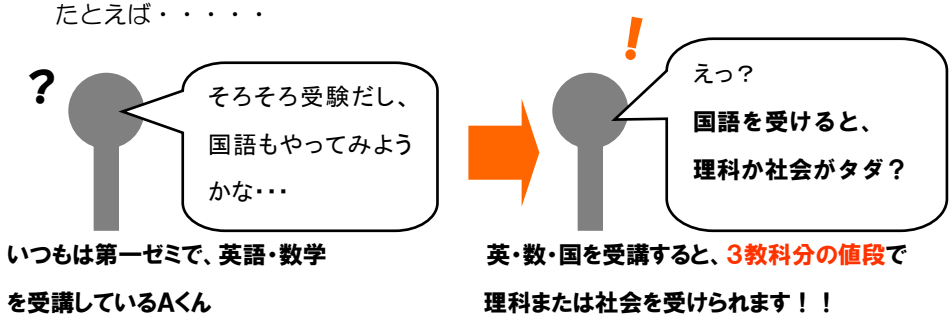 たとえば・・・・・
?
そろそろ受験だし、
国語もやってみよう
かな・・・
!
えっ？
国語を受けると、
理科か社会がタダ？
いつもは第一ゼミで、英語・数学
を受講しているAくん
英・数・国を受講すると、3教科分の値段で
理科または社会を受けられます！！